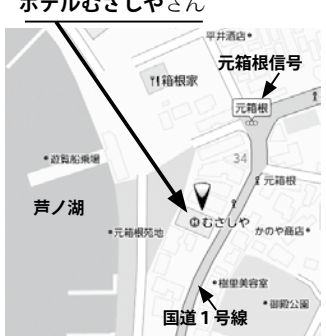 ホテルむさしやさん
平井酒店
元箱根信号
箱根家
元箱根
遊覧船乗場
34
元箱根
芦ノ湖
むさしや
元箱根苑地
かのや商店
樹里美容室
御殿公園
国道１号線